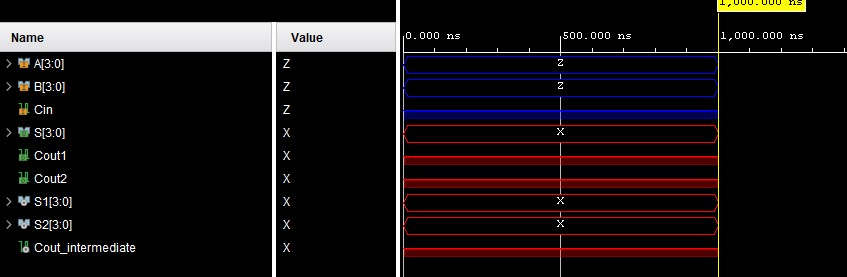 1,000.000 ns
Name Value
0.000 ns 500.000 ns 1,000.000 ns
A[3:0] Z Z
B[3:0] Z Z
Cin Z
S[3:0] X X
Cout1 X
Cout2 X
S1[3:0] X X
S2[3:0] X X
Cout_intermediate X